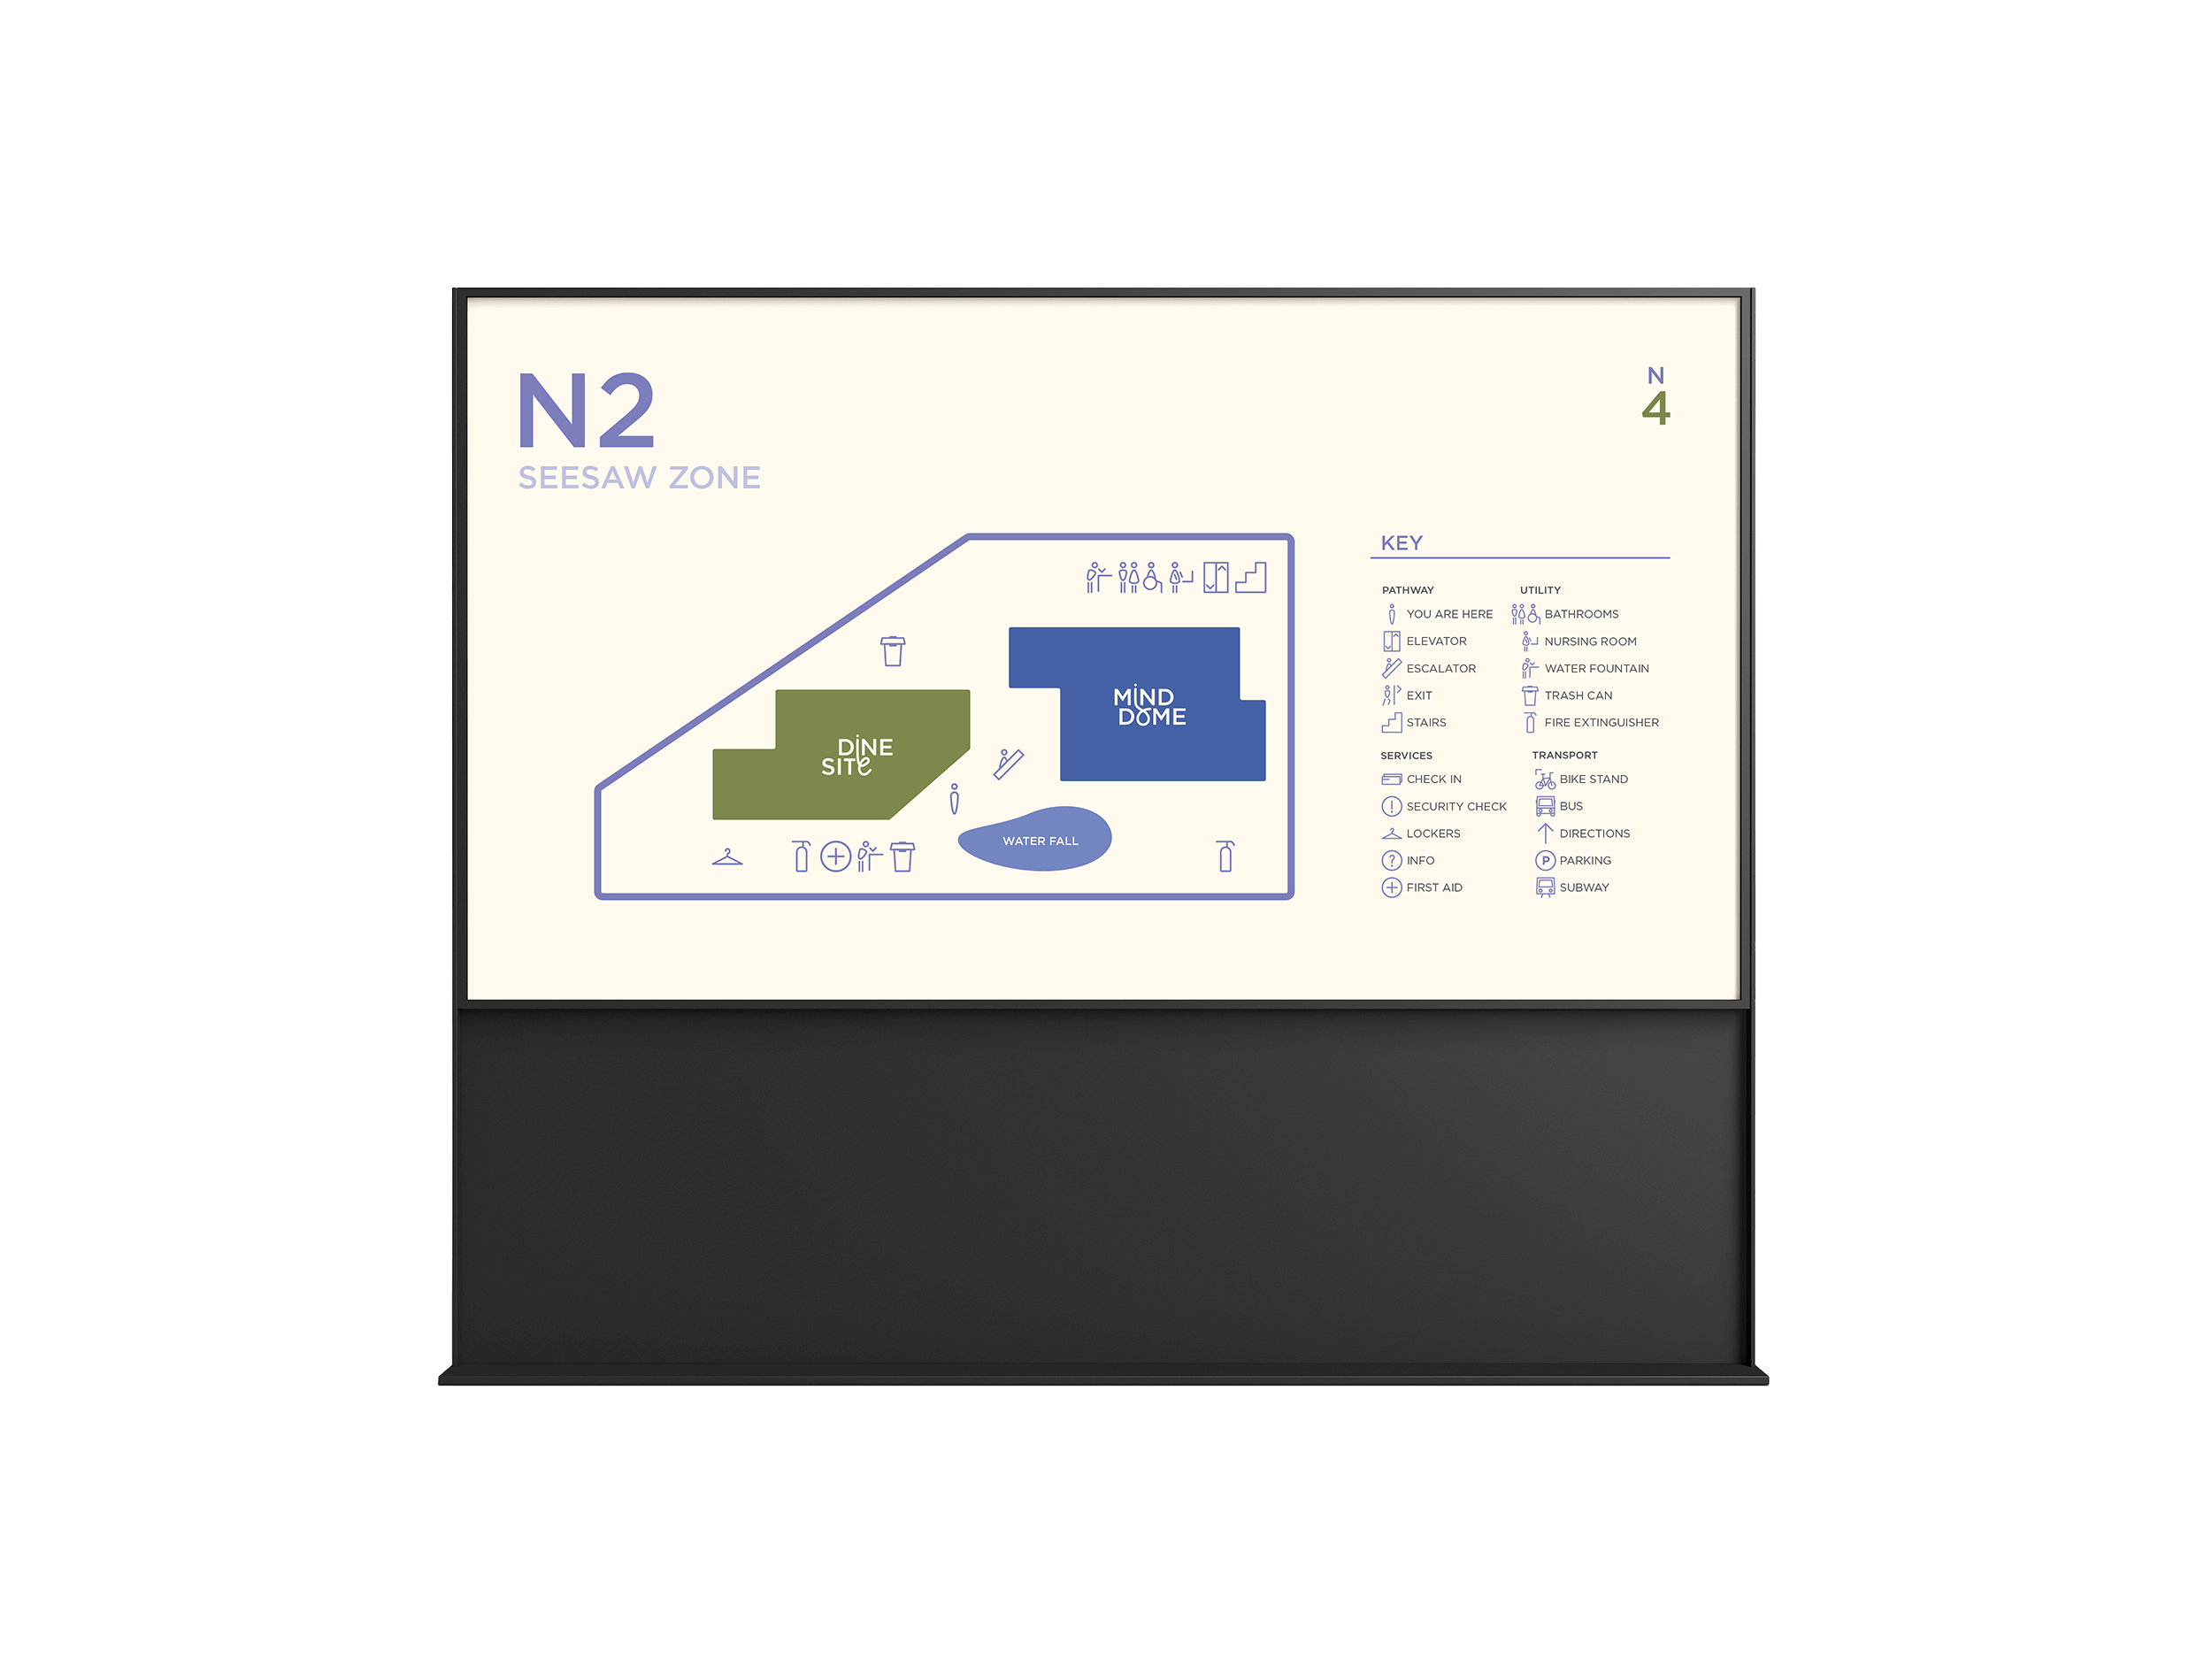 N2
SEESAW ZONE
N
4
MIND
DOME
DINE
SITE
WATER FALL
KEY
PATHWAY
YOU ARE HERE
ELEVATOR
ESCALATOR
EXIT
STAIRS
UTILITY
BATHROOMS
NURSING ROOM
WATER FOUNTAIN
TRASH CAN
FIRE EXTINGUISHER
SERVICES
CHECK IN
! SECURITY CHECK
LOCKERS
? INFO
FIRST AID
TRANSPORT
BIKE STAND
BUS
DIRECTIONS
P PARKING
SUBWAY